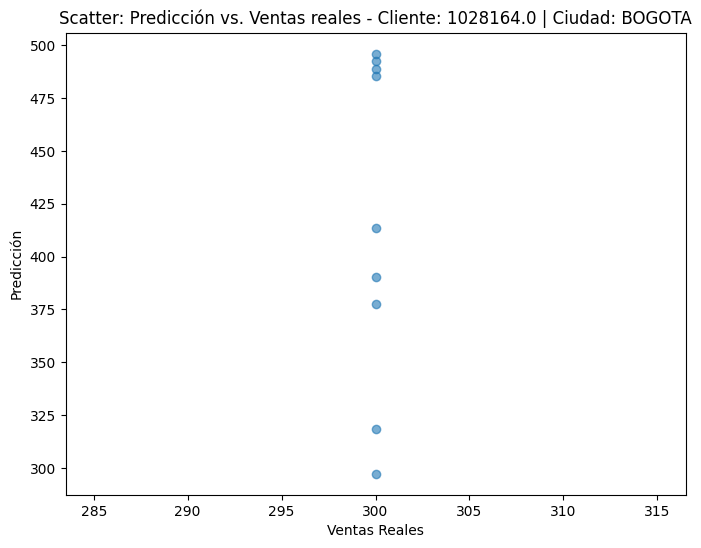 Scatter: Predicción vs. Ventas reales - Cliente: 1028164.0 | Ciudad: BOGOTA
500
475
450
425
400
375
350
325
300
Predicción
285 290 295 300 305 310 315
Ventas Reales